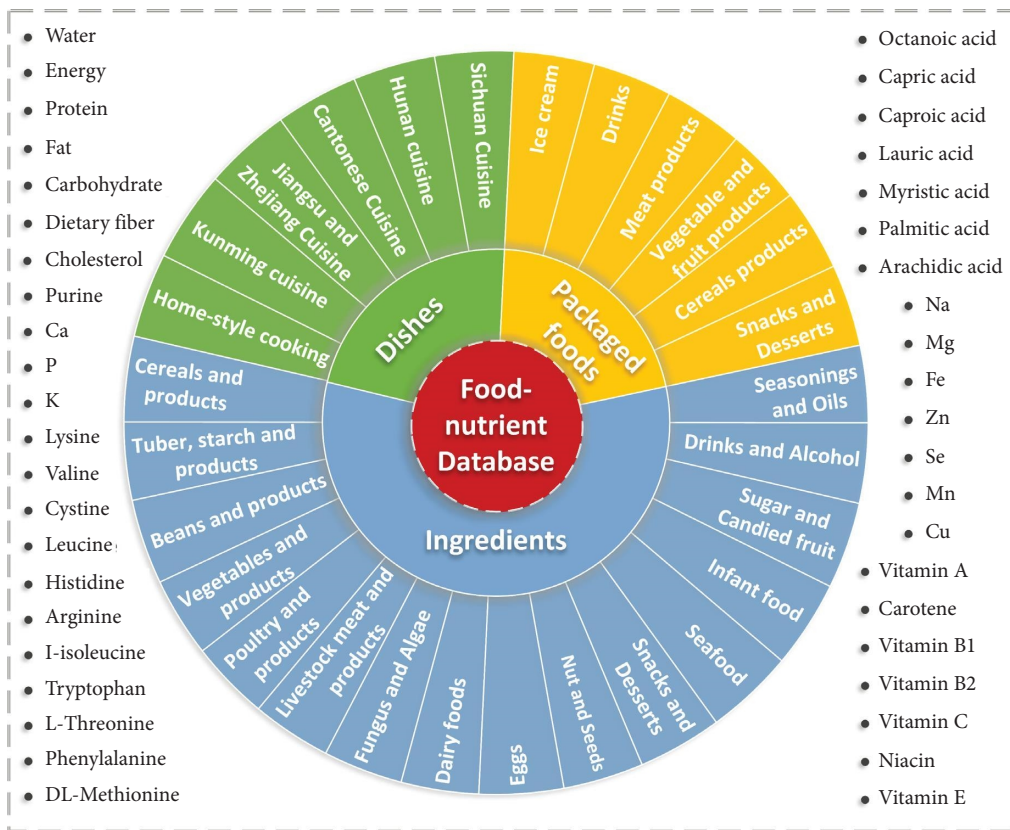 Water
Energy
Protein
Fat
Carbohydrate
Dietary fiber
Cholesterol
Purine
Ca
P
K
Lysine
Valine
Cystine
Leucine
Histidine
Arginine
I-isoleucine
Tryptophan
L-Threonine
Phenylalanine
DL-Methionine
Food-
nutrient
Database
Dishes
Home-style cooking
Kunming cuisine
Jiangsu and
Zhejiang Cuisine
Cantonese Cuisine
Hunan cuisine
Sichuan Cuisine
Packaged
foods
Ice cream
Drinks
Meat products
Vegetable and
fruit products
Cereals products
Snacks and
Desserts
Ingredients
Seasonings
and Oils
Drinks and Alcohol
Sugar and
Candied fruit
Infant food
Seafood
Snacks and
Desserts
Nut and Seeds
Eggs
Dairy foods
Fungus and Algae
Livestock meat and
products
Poultry and
products
Vegetables and
products
Beans and products
Tuber, starch and
products
Cereals and
products
Octanoic acid
Capric acid
Caproic acid
Lauric acid
Myristic acid
Palmitic acid
Arachidic acid
Na
Mg
Fe
Zn
Se
Mn
Cu
Vitamin A
Carotene
Vitamin B1
Vitamin B2
Vitamin C
Niacin
Vitamin E